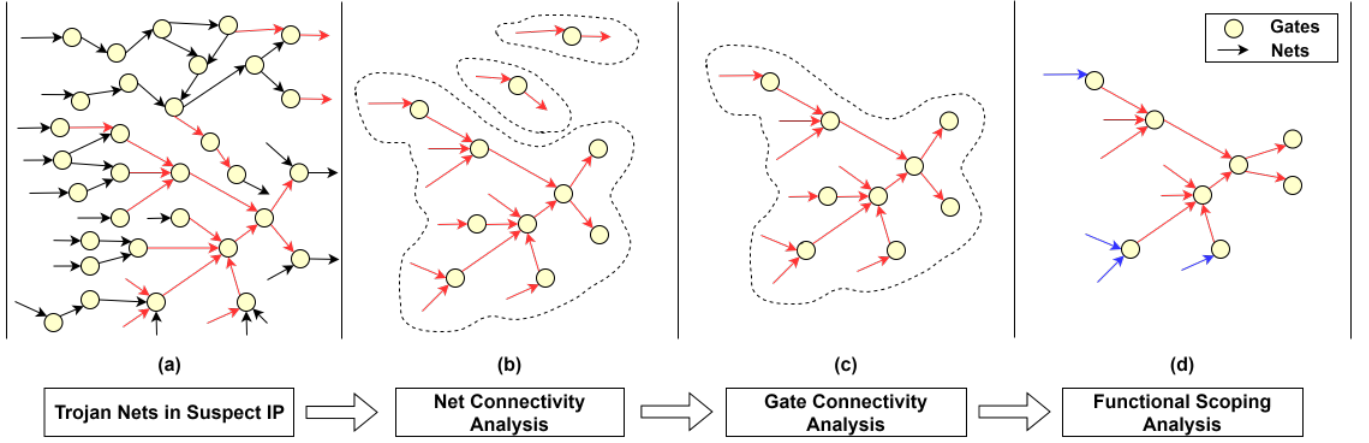 Gates
Nets
(a)
(b)
(c)
(d)
Trojan Nets in Suspect IP
Net Connectivity
Analysis
Gate Connectivity
Analysis
Functional Scoping
Analysis